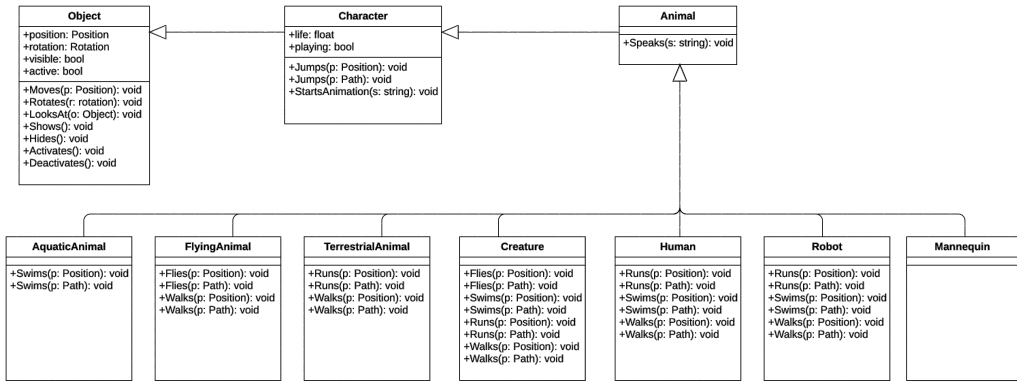 Object
+position: Position
+rotation: Rotation
+visible: bool
+active: bool
+Moves(p: Position): void
+Rotates(r: rotation): void
+LooksAt(o: Object): void
+Shows(): void
+Hides(): void
+Activates(): void
+Deactivates(): void
Character
+life: float
+playing: bool
+Jumps(p: Position): void
+Jumps(p: Path): void
+StartsAnimation(s: string): void
Animal
+Speaks(s: string): void
AquaticAnimal
+Swims(p: Position): void
+Swims(p: Path): void
FlyingAnimal
+Flies(p: Position): void
+Flies(p: Path): void
+Walks(p: Position): void
+Walks(p: Path): void
TerrestrialAnimal
+Runs(p: Position): void
+Runs(p: Path): void
+Walks(p: Position): void
+Walks(p: Path): void
Creature
+Flies(p: Position): void
+Flies(p: Path): void
+Swims(p: Position): void
+Swims(p: Path): void
+Runs(p: Position): void
+Runs(p: Path): void
+Walks(p: Position): void
+Walks(p: Path): void
Human
+Runs(p: Position): void
+Runs(p: Path): void
+Swims(p: Position): void
+Swims(p: Path): void
+Walks(p: Position): void
+Walks(p: Path): void
Robot
+Runs(p: Position): void
+Runs(p: Path): void
+Swims(p: Position): void
+Swims(p: Path): void
+Walks(p: Position): void
+Walks(p: Path): void
Mannequin